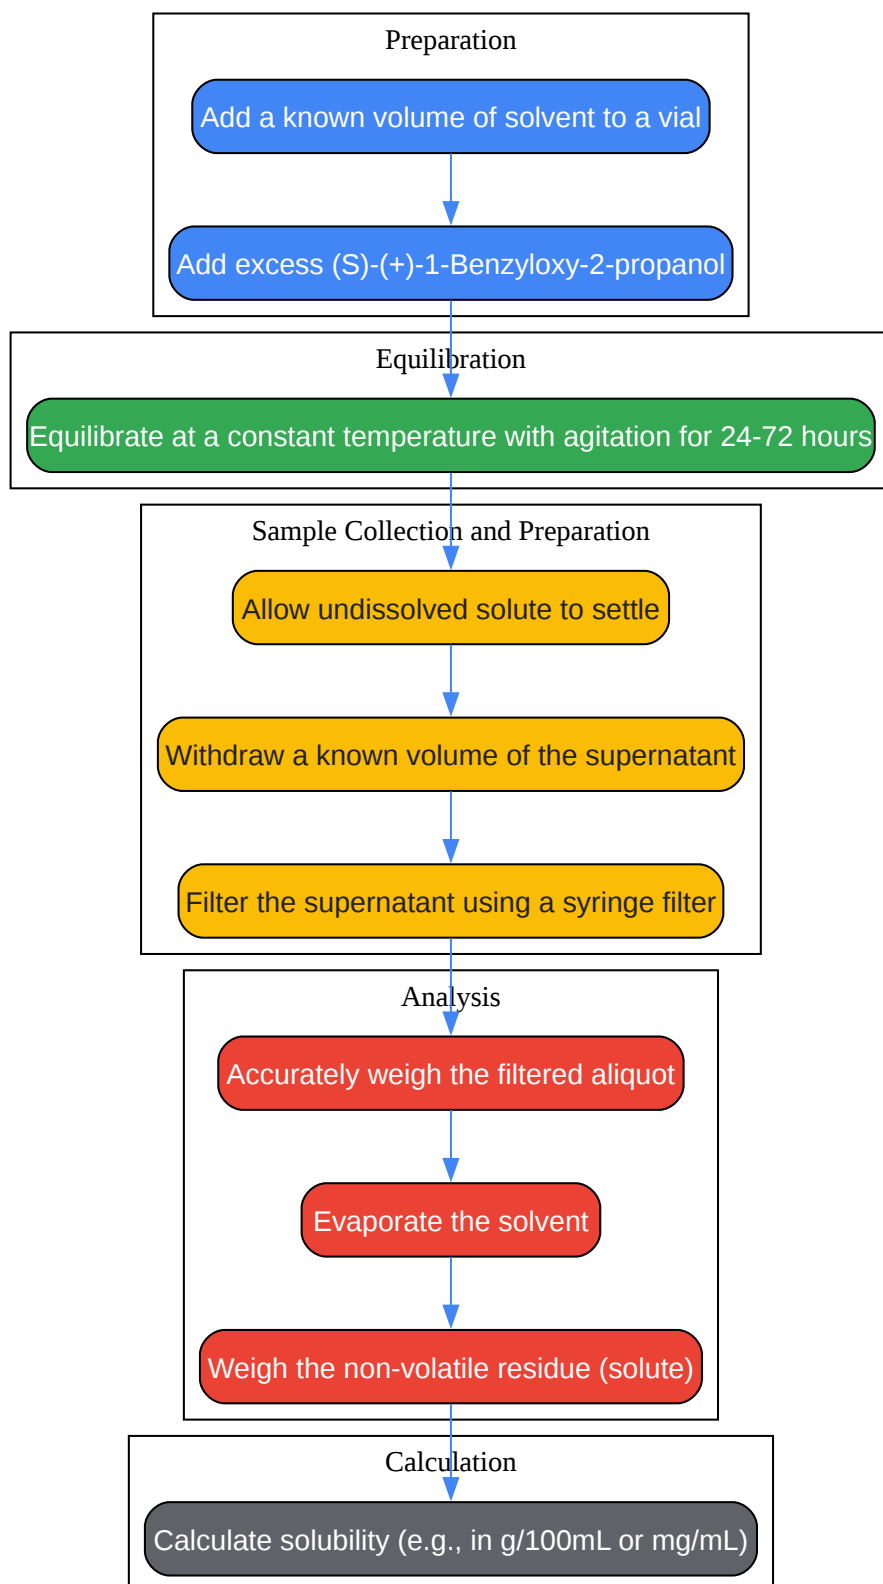 Preparation
Add a known volume of solvent to a vial
Add excess (S)-(+)-1-Benzyloxy-2-propanol
Equilibration
Equilibrate at a constant temperature with agitation for 24-72 hours
Sample Collection and Preparation
Allow undissolved solute to settle
Withdraw a known volume of the supernatant
Filter the supernatant using a syringe filter
Analysis
Accurately weigh the filtered aliquot
Evaporate the solvent
Weigh the non-volatile residue (solute)
Calculation
Calculate solubility (e.g., in g/100mL or mg/mL)